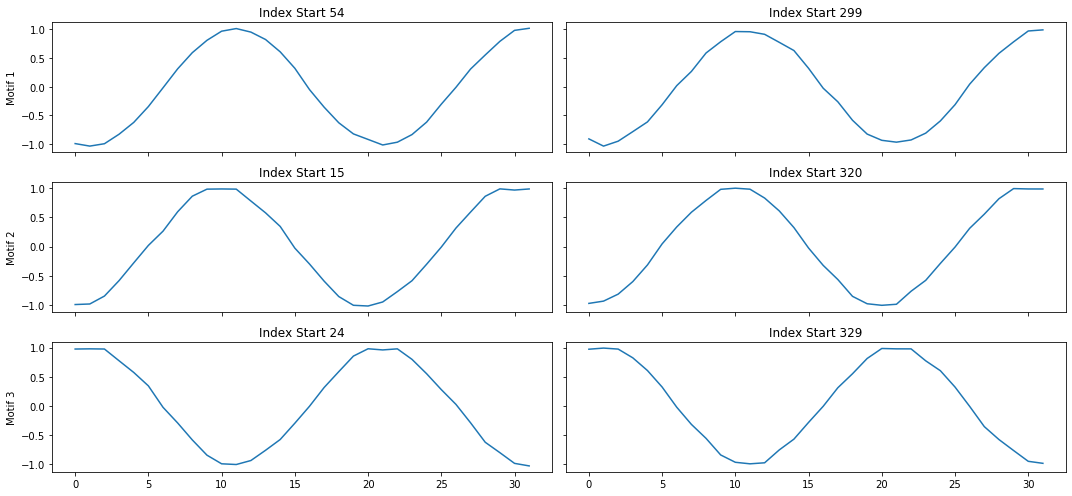 Index Start 54
Index Start 299
1.0
0.5
0.0
−0.5
−1.0
Motif 1
Index Start 15
Index Start 320
1.0
0.5
0.0
−0.5
−1.0
Motif 2
Index Start 24
Index Start 329
1.0
0.5
0.0
−0.5
−1.0
Motif 3
0 5 10 15 20 25 30
0 5 10 15 20 25 30